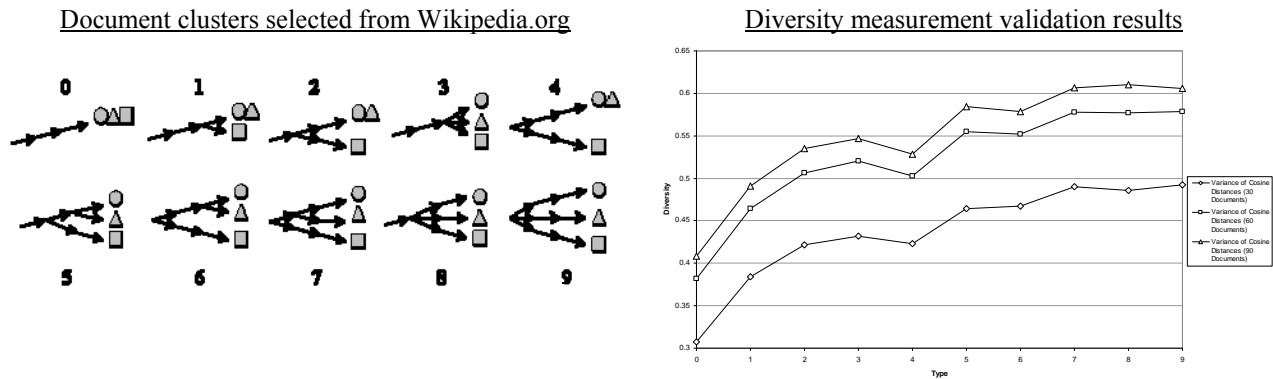 Document clusters selected from Wikipedia.org
0
1
2
3
4
5
6
7
8
9
Diversity measurement validation results
0.65
0.6
0.55
0.5
0.45
0.4
0.35
0.3
Diversity
0 1 2 3 4 5 6 7 8 9
Type
Variance of Cosine
Distances (30
Documents)
Variance of Cosine
Distances (60
Documents)
Variance of Cosine
Distances (90
Documents)